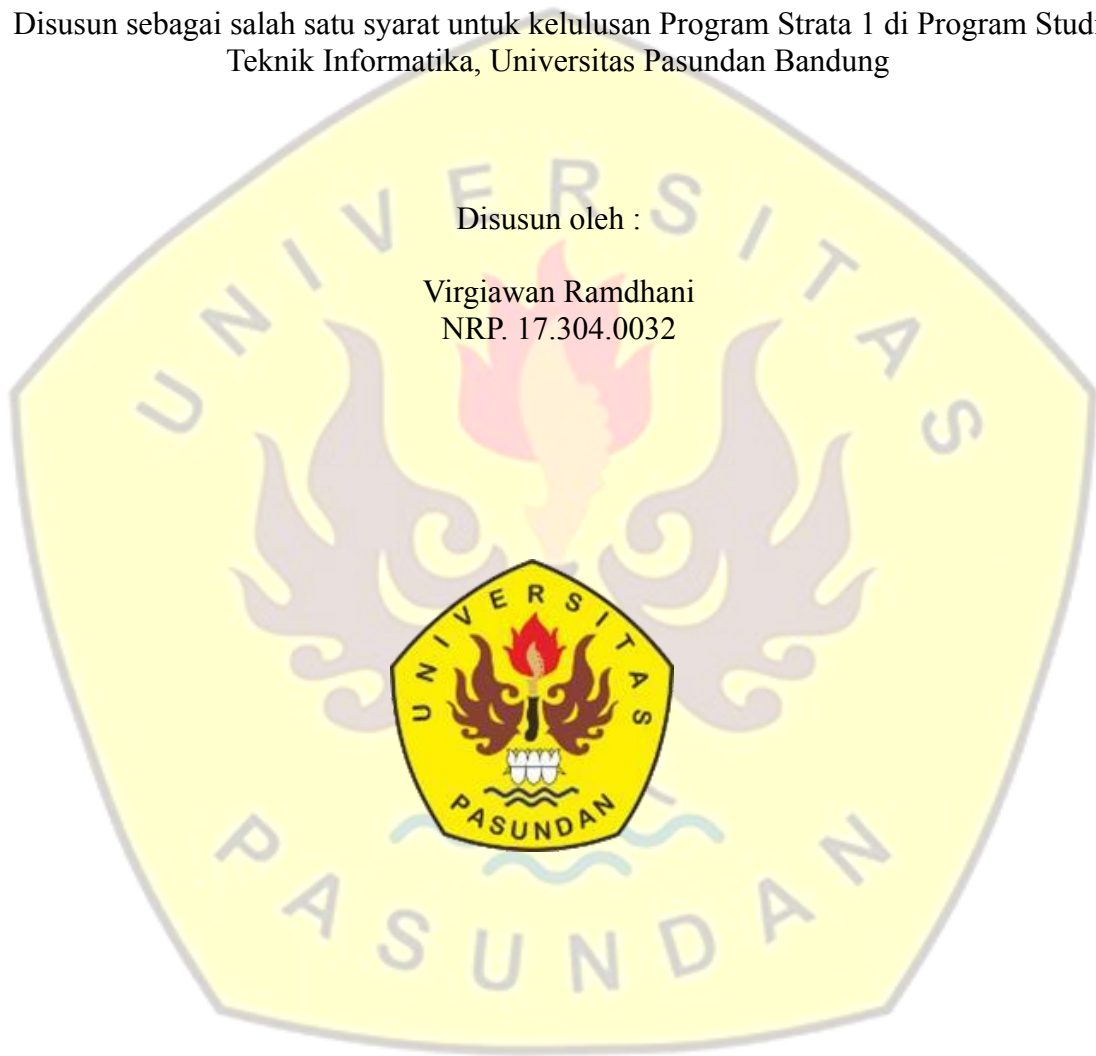 Disusun sebagai salah satu syarat untuk kelulusan Program Strata 1 di Program Studi
Teknik Informatika, Universitas Pasundan Bandung
UNIVERSITAS
Disusun oleh :
Virgiawan Ramdhani
NRP. 17.304.0032
UNIVERSITAS
PASUNDAN
PASUNDAN